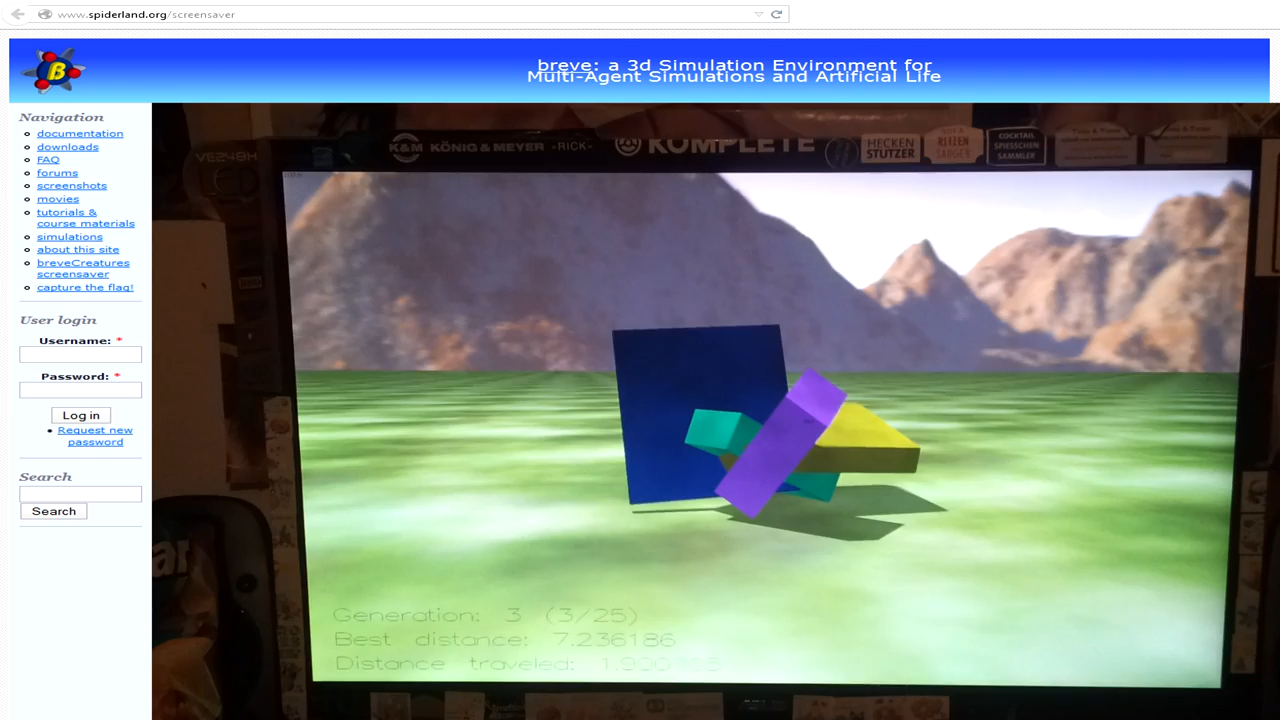 www.spiderland.org/screensaver
breve: a 3d Simulation Environment for
Multi-Agent Simulations and Artificial Life
Navigation
documentation
downloads
FAQ
forums
screenshots
movies
tutorials &
course materials
simulations
about this site
breveCreatures
screensaver
capture the flag!
User login
Username: *
Password: *
Log in
Request new
password
Search
Search
VE248H
K&M KÖNIG & MEYER -RICK-
KOMPLETE
HECKEN
STUTZER
RIESEN
COCKTAIL
SPIESSCHEN
SAMMLER
Generation: 3 (3/25)
Best distance: 7.236186
Distance traveled: